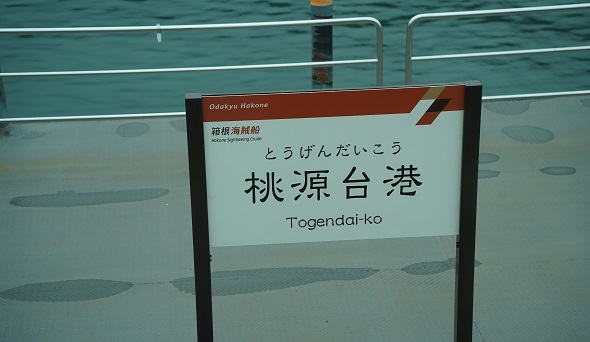 Odakyu Hakone
箱根海賊船
Hakone Sightseeing Cruise
とうげんだいこう
桃源台港
Togendai-ko